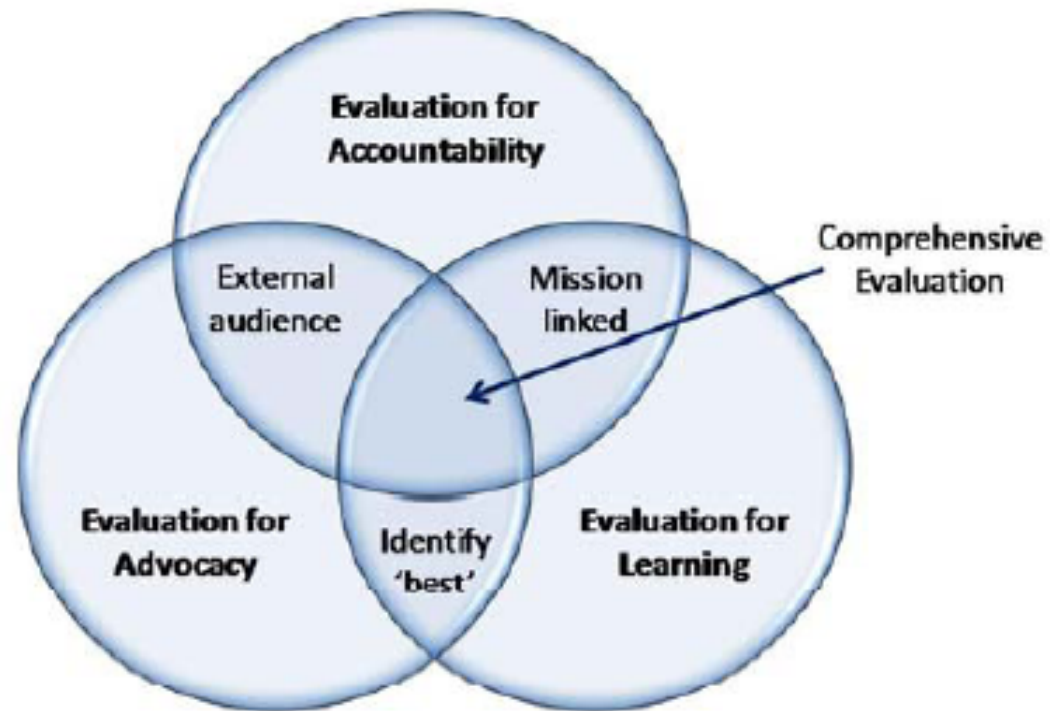 Evaluation for
Accountability
External
audience
Mission
linked
Comprehensive
Evaluation
Evaluation for
Advocacy
Identify
‘best’
Evaluation for
Learning